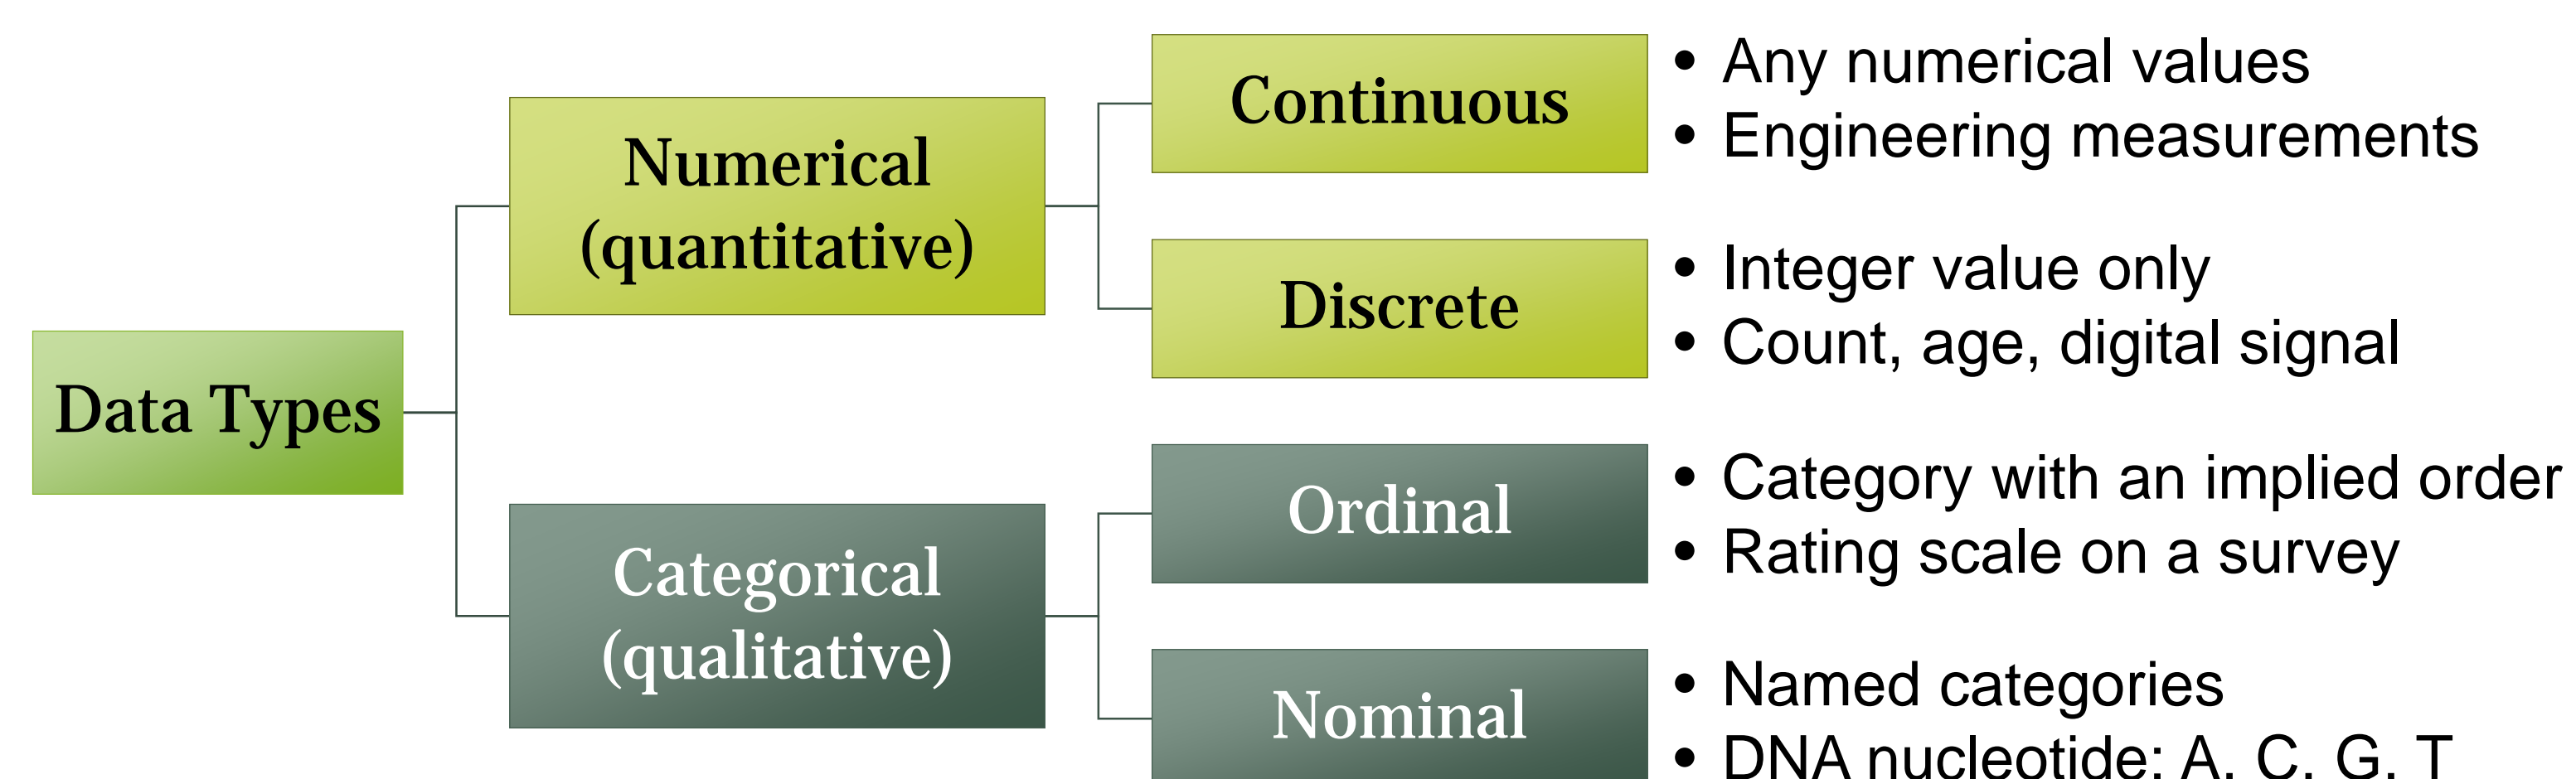 Data Types
Numerical
(quantitative)
Continuous
• Any numerical values
• Engineering measurements
Discrete
• Integer value only
• Count, age, digital signal
Categorical
(qualitative)
Ordinal
• Category with an implied order
• Rating scale on a survey
Nominal
• Named categories
• DNA nucleotide: A, C, G, T